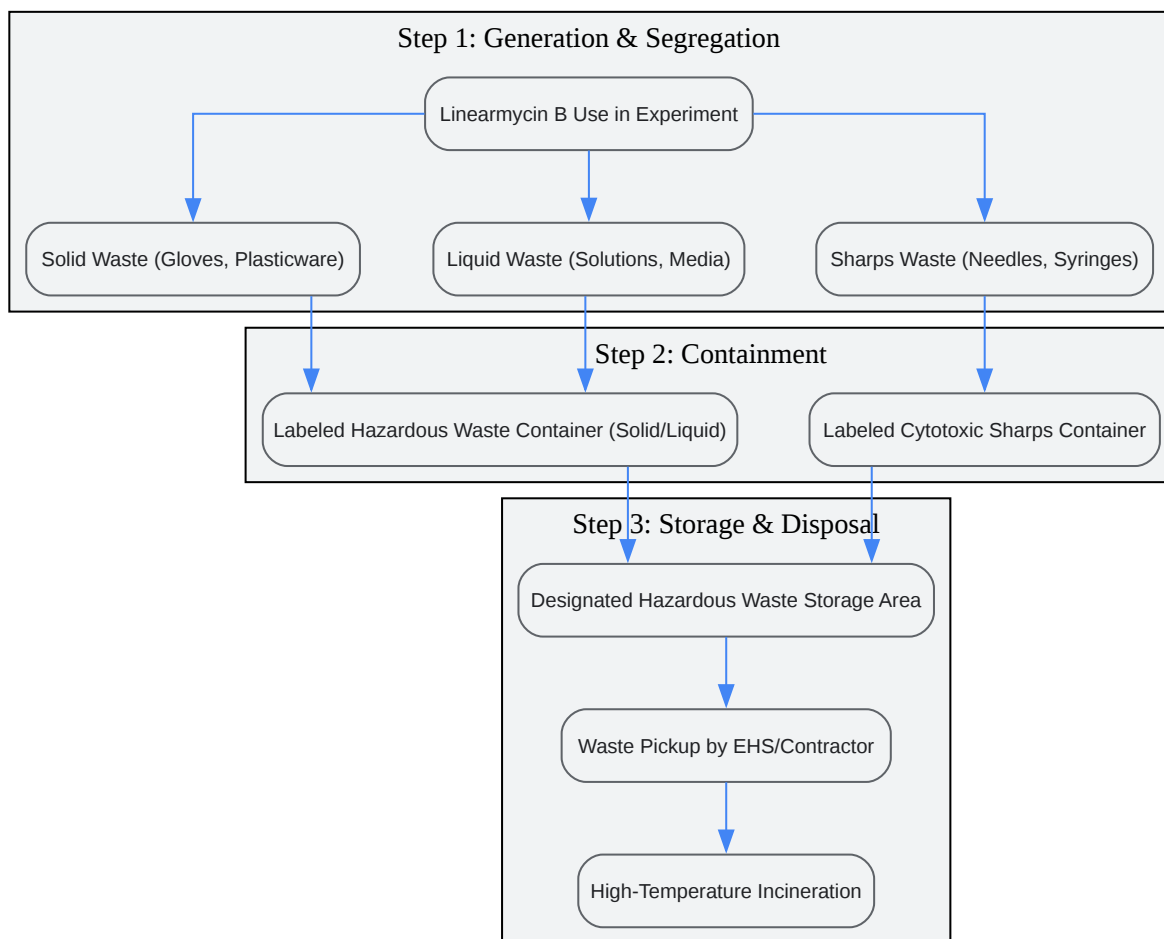 Step 1: Generation & Segregation
Linearmycin B Use in Experiment
Solid Waste (Gloves, Plasticware)
Liquid Waste (Solutions, Media)
Sharps Waste (Needles, Syringes)
Step 2: Containment
Labeled Hazardous Waste Container (Solid/Liquid)
Labeled Cytotoxic Sharps Container
Step 3: Storage & Disposal
Designated Hazardous Waste Storage Area
Waste Pickup by EHS/Contractor
High-Temperature Incineration